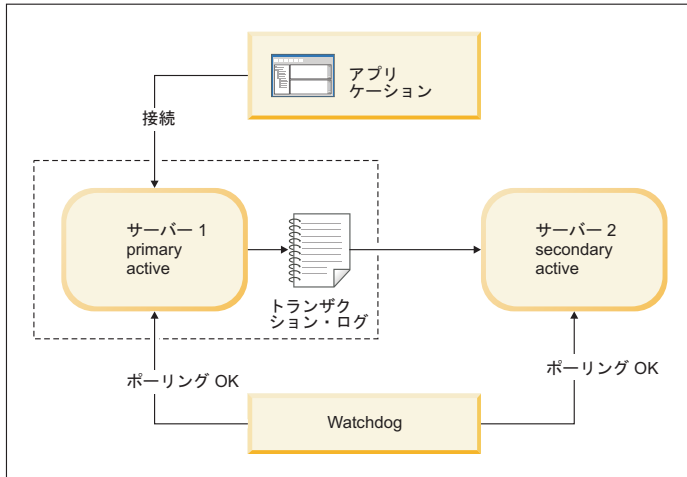 アプリ
ケーション
接続
サーバー 1
primary
active
トランザク
ション・ログ
サーバー 2
secondary
active
ポーリング OK
ポーリング OK
Watchdog